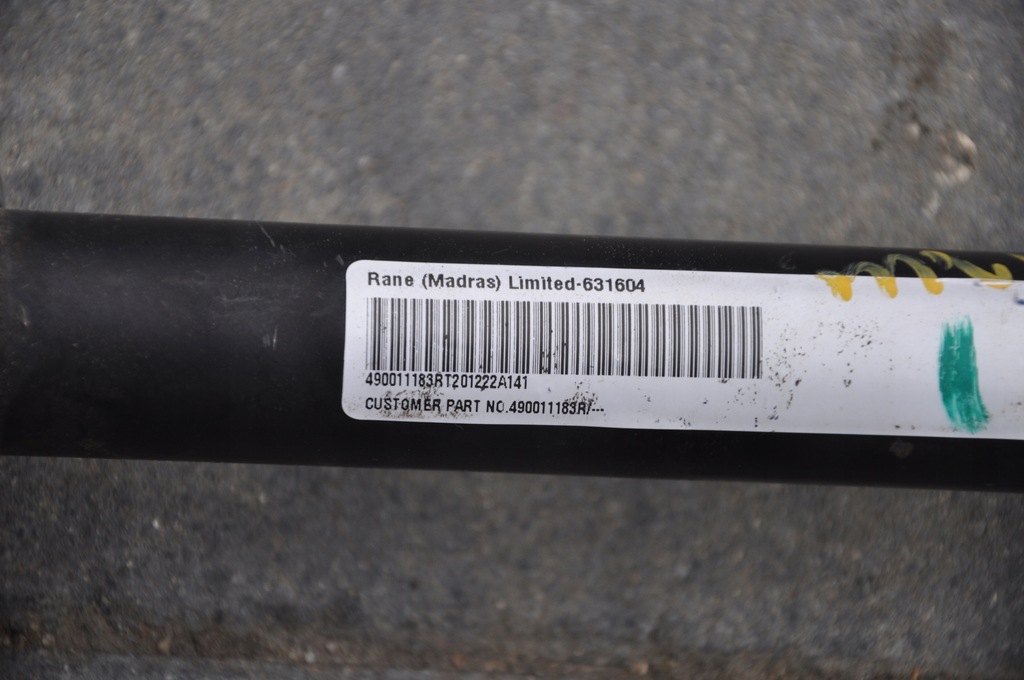 Rane (Madras) Limited-631604
490011183RT201222A141
CUSTOMER PART NO.490011183R/---